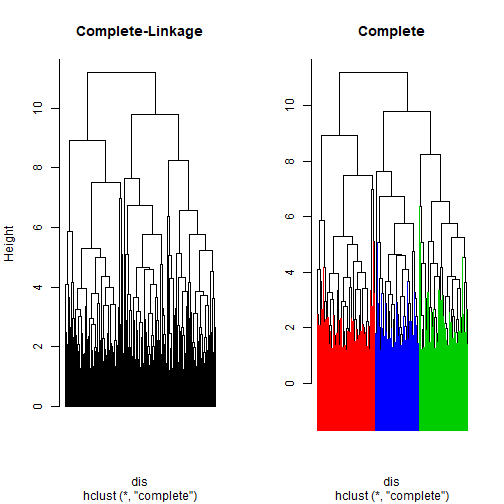 Complete-Linkage
Height
0
2
4
6
8
10
dis
hclust (*, "complete")
Complete
0
2
4
6
8
10
dis
hclust (*, "complete")